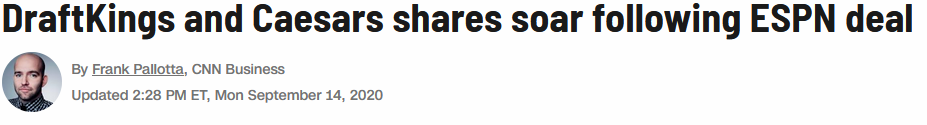 DraftKings and Caesars shares soar following ESPN deal
By Frank Pallotta, CNN Business
Updated 2:28 PM ET, Mon September 14, 2020